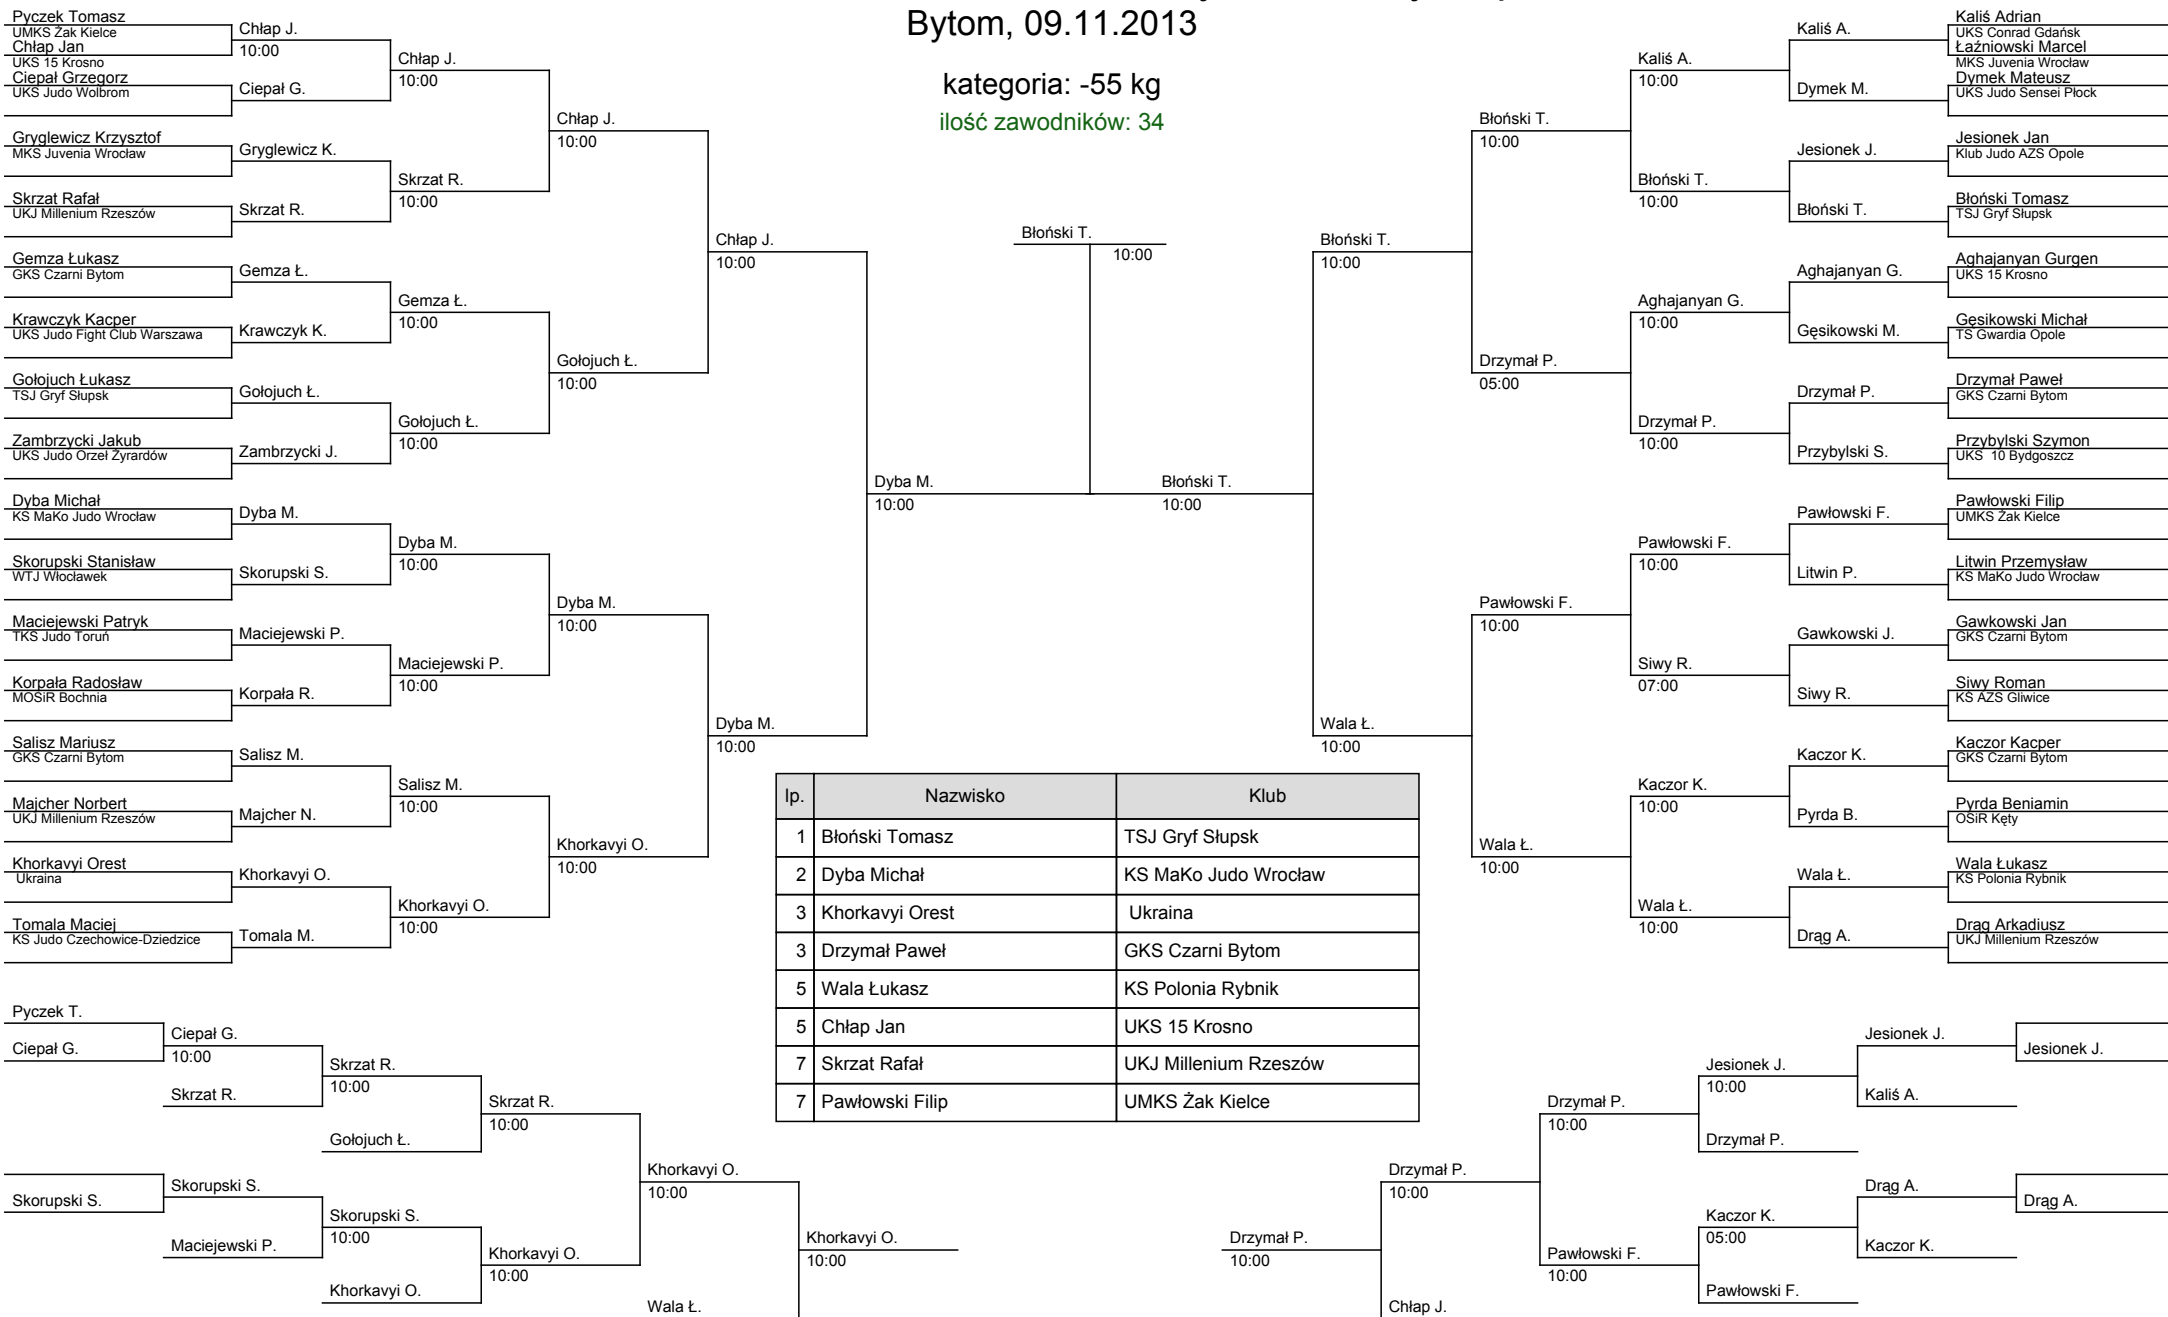 Bytom, 09.11.2013
kategoria: -55 kg
ilość zawodników: 34
Pyczek Tomasz
UMKS Żak Kielce
Chłap Jan
UKS 15 Krosno
Ciepał Grzegorz
UKS Judo Wolbrom
Gryglewicz Krzysztof
MKS Juvenia Wrocław
Skrzat Rafał
UKJ Millenium Rzeszów
Gemza Łukasz
GKS Czarni Bytom
Krawczyk Kacper
UKS Judo Fight Club Warszawa
Gołojuch Łukasz
TSJ Gryf Słupsk
Zambrzycki Jakub
UKS Judo Orzeł Żyrardów
Dyba Michał
KS MaKo Judo Wrocław
Skorupski Stanisław
WTJ Włocławek
Maciejewski Patryk
TKS Judo Toruń
Korpała Radosław
MOSiR Bochnia
Salisz Mariusz
GKS Czarni Bytom
Majcher Norbert
UKJ Millenium Rzeszów
Khorkavyi Orest
Ukraina
Tomala Maciej
KS Judo Czechowice-Dziedzice
Chłap J.
10:00
Ciepał G.
Gryglewicz K.
Skrzat R.
Gemza Ł.
Krawczyk K.
Gołojuch Ł.
Zambrzycki J.
Dyba M.
Skorupski S.
Maciejewski P.
Korpała R.
Salisz M.
Majcher N.
Khorkavyi O.
Tomala M.
Chłap J.
10:00
Skrzat R.
10:00
Gemza Ł.
10:00
Gołojuch Ł.
10:00
Dyba M.
10:00
Maciejewski P.
10:00
Salisz M.
10:00
Khorkavyi O.
10:00
Chłap J.
10:00
Gołojuch Ł.
10:00
Dyba M.
10:00
Khorkavyi O.
10:00
Chłap J.
10:00
Dyba M.
10:00
Dyba M.
10:00
Błoński T.
10:00
Błoński T.
10:00
Błoński T.
10:00
Wala Ł.
10:00
Błoński T.
10:00
Drzymał P.
05:00
Pawłowski F.
10:00
Wala Ł.
10:00
Kaliś A.
10:00
Błoński T.
10:00
Aghajanyan G.
10:00
Drzymał P.
10:00
Pawłowski F.
10:00
Siwy R.
07:00
Kaczor K.
10:00
Wala Ł.
10:00
Kaliś A.
Dymek M.
Jesionek J.
Błoński T.
Aghajanyan G.
Gęsikowski M.
Drzymał P.
Przybylski S.
Pawłowski F.
Litwin P.
Gawkowski J.
Siwy R.
Kaczor K.
Pyrda B.
Wala Ł.
Drąg A.
Kaliś Adrian
UKS Conrad Gdańsk
Łaźniowski Marcel
MKS Juvenia Wrocław
Dymek Mateusz
UKS Judo Sensei Płock
Jesionek Jan
Klub Judo AZS Opole
Błoński Tomasz
TSJ Gryf Słupsk
Aghajanyan Gurgen
UKS 15 Krosno
Gęsikowski Michał
TS Gwardia Opole
Drzymał Paweł
GKS Czarni Bytom
Przybylski Szymon
UKS 10 Bydgoszcz
Pawłowski Filip
UMKS Żak Kielce
Litwin Przemysław
KS MaKo Judo Wrocław
Gawkowski Jan
GKS Czarni Bytom
Siwy Roman
KS AZS Gliwice
Kaczor Kacper
GKS Czarni Bytom
Pyrda Beniamin
OŚiR Kęty
Wala Łukasz
KS Polonia Rybnik
Drąg Arkadiusz
UKJ Millenium Rzeszów
lp. Nazwisko Klub
1 Błoński Tomasz TSJ Gryf Słupsk
2 Dyba Michał KS MaKo Judo Wrocław
3 Khorkavyi Orest Ukraina
3 Drzymał Paweł GKS Czarni Bytom
5 Wala Łukasz KS Polonia Rybnik
5 Chłap Jan UKS 15 Krosno
7 Skrzat Rafał UKJ Millenium Rzeszów
7 Pawłowski Filip UMKS Żak Kielce
Pyczek T.
Ciepał G.
Skorupski S.
Ciepał G.
10:00
Skrzat R.
Skorupski S.
Maciejewski P.
Skrzat R.
10:00
Gołojuch Ł.
Skorupski S.
10:00
Khorkavyi O.
Skrzat R.
10:00
Khorkavyi O.
10:00
Khorkavyi O.
10:00
Wala Ł.
Khorkavyi O.
10:00
Drzymał P.
10:00
Drzymał P.
10:00
Chłap J.
Drzymał P.
10:00
Pawłowski F.
10:00
Jesionek J.
10:00
Drzymał P.
Kaczor K.
05:00
Pawłowski F.
Jesionek J.
Kaliś A.
Drąg A.
Kaczor K.
Jesionek J.
Drąg A.